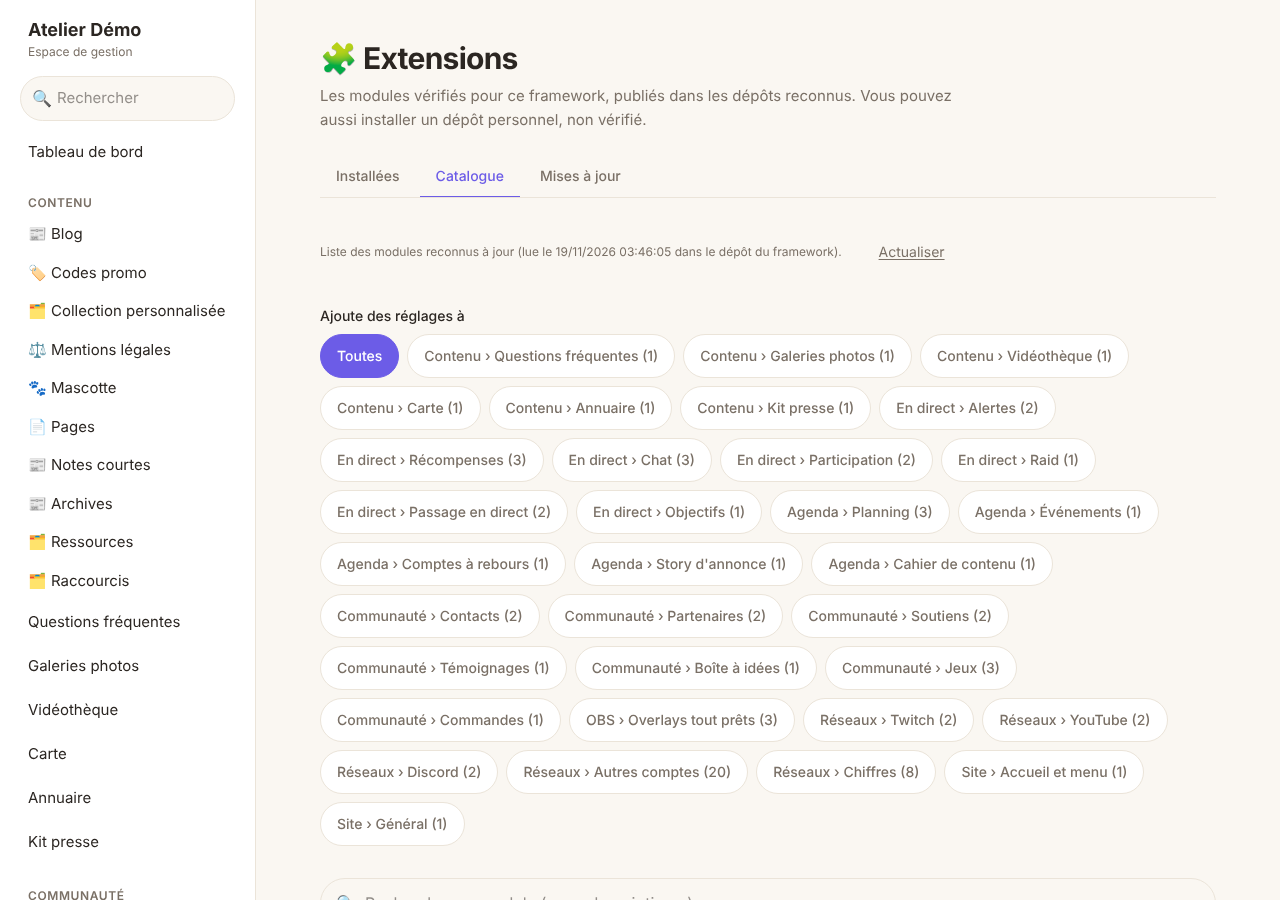 Atelier Démo
Espace de gestion
Rechercher
Tableau de bord
CONTENU
Blog
Codes promo
Collection personnalisée
Mentions légales
Mascotte
Pages
Notes courtes
Archives
Ressources
Raccourcis
Questions fréquentes
Galeries photos
Vidéothèque
Carte
Annuaire
Kit presse
COMMUNAUTÉ
Extensions
Les modules vérifiés pour ce framework, publiés dans les dépôts reconnus. Vous pouvez
aussi installer un dépôt personnel, non vérifié.
Installées Catalogue Mises à jour
Liste des modules reconnus à jour (lue le 19/11/2026 03:46:05 dans le dépôt du framework). Actualiser
Ajoute des réglages à
Toutes Contenu › Questions fréquentes (1) Contenu › Galeries photos (1) Contenu › Vidéothèque (1)
Contenu › Carte (1) Contenu › Annuaire (1) Contenu › Kit presse (1) En direct › Alertes (2)
En direct › Récompenses (3) En direct › Chat (3) En direct › Participation (2) En direct › Raid (1)
En direct › Passage en direct (2) En direct › Objectifs (1) Agenda › Planning (3) Agenda › Événements (1)
Agenda › Comptes à rebours (1) Agenda › Story d'annonce (1) Agenda › Cahier de contenu (1)
Communauté › Contacts (2) Communauté › Partenaires (2) Communauté › Soutiens (2)
Communauté › Témoignages (1) Communauté › Boîte à idées (1) Communauté › Jeux (3)
Communauté › Commandes (1) OBS › Overlays tout prêts (3) Réseaux › Twitch (2) Réseaux › YouTube (2)
Réseaux › Discord (2) Réseaux › Autres comptes (20) Réseaux › Chiffres (8) Site › Accueil et menu (1)
Site › Général (1)